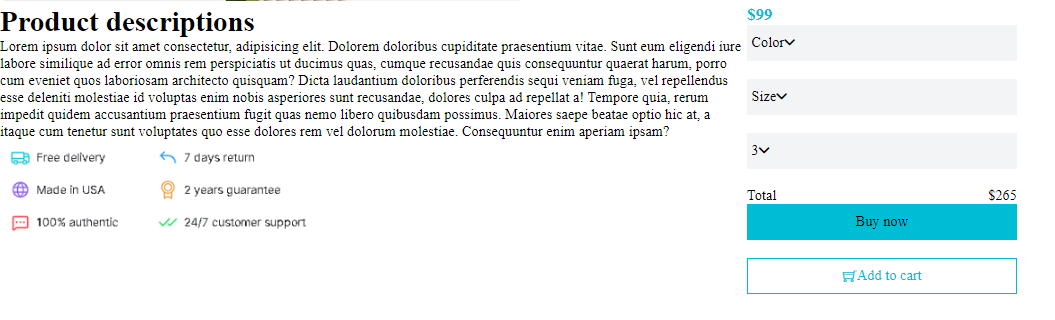 Product descriptions
Lorem ipsum dolor sit amet consectetur, adipisicing elit. Dolorem doloribus cupiditate praesentium vitae. Sunt eum eligendi iure
labore similique ad error omnis rem perspiciatis ut ducimus quas, cumque recusandae quis consequuntur quaerat harum, porro
cum eveniet quos laboriosam architecto quisquam? Dicta laudantium doloribus perferendis sequi veniam fuga, vel repellendus
esse deleniti molestiae id voluptas enim nobis asperiores sunt recusandae, dolores culpa ad repellat a! Tempore quia, rerum
impedit quidem accusantium praesentium fugit quas nemo libero quibusdam possimus. Maiores saepe beatae optio hic at, a
itaque cum tenetur sunt voluptates quo esse dolores rem vel dolorum molestiae. Consequuntur enim aperiam ipsam?
Free delivery
7 days return
Made in USA
2 years guarantee
100% authentic
24/7 customer support
$99
Color
Size
3
Total $265
Buy now
Add to cart